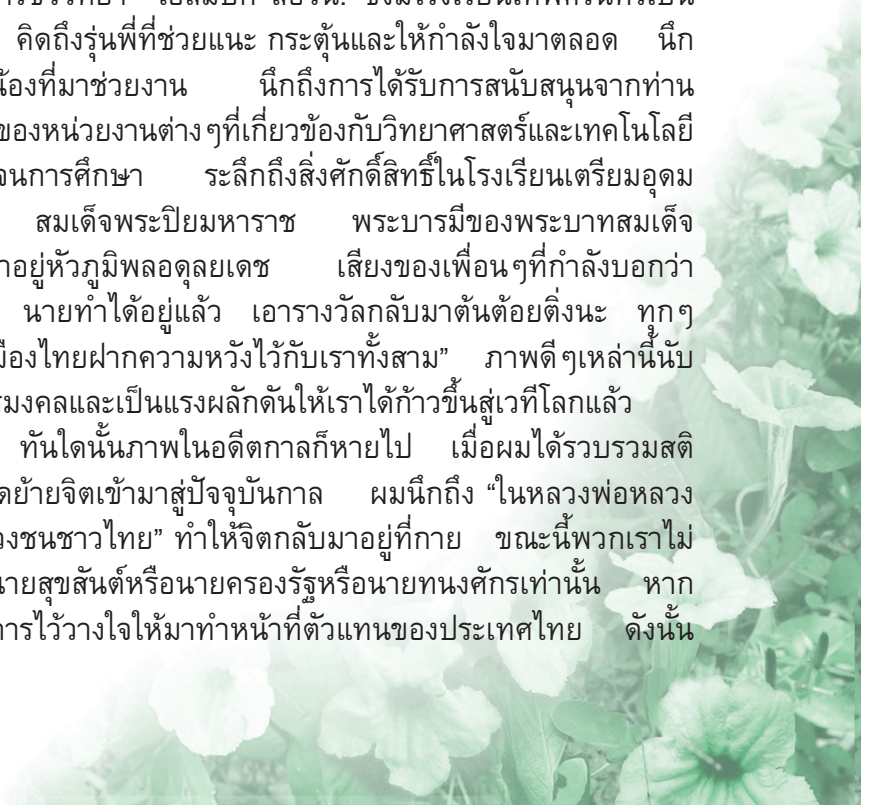 คิดถึงรุ่นพี่ที่ช่วยแนะ กระตุ้นและให้กำลังใจมาตลอด นึก
น้องที่มาช่วยงาน นึกถึงการได้รับการสนับสนุนจากท่าน
ของหน่วยงานต่างๆที่เกี่ยวข้องกับวิทยาศาสตร์และเทคโนโลยี
จนการศึกษา ระลึกถึงสิ่งศักดิ์สิทธิ์ในโรงเรียนเตรียมอุดม
สมเด็จพระปิยมหาราช พระบารมีของพระบาทสมเด็จ
าอยู่หัวภูมิพลอดุลยเดช เสียงของเพื่อนๆที่กำลังบอกว่า
นายทำได้อยู่แล้ว เอารางวัลกลับมาต้นต้อยติ่งนะ ทุกๆ
มืองไทยฝากความหวังไว้กับเราทั้งสาม” ภาพดีๆเหล่านี้นับ
รมงคลและเป็นแรงผลักดันให้เราได้ก้าวขึ้นสู่เวทีโลกแล้ว
ทันใดนั้นภาพในอดีตกาลก็หายไป เมื่อผมได้รวบรวมสติ
ดย้ายจิตเข้ามาสู่ปัจจุบันกาล ผมนึกถึง “ในหลวงพ่อหลวง
วงชนชาวไทย” ทำให้จิตกลับมาอยู่ที่กาย ขณะนี้พวกเราไม่
นายสุขสันต์หรือนายครองรัฐหรือนายทนงศักรเท่านั้น หาก
การไว้วางใจให้มาทำหน้าที่ตัวแทนของประเทศไทย ดังนั้น